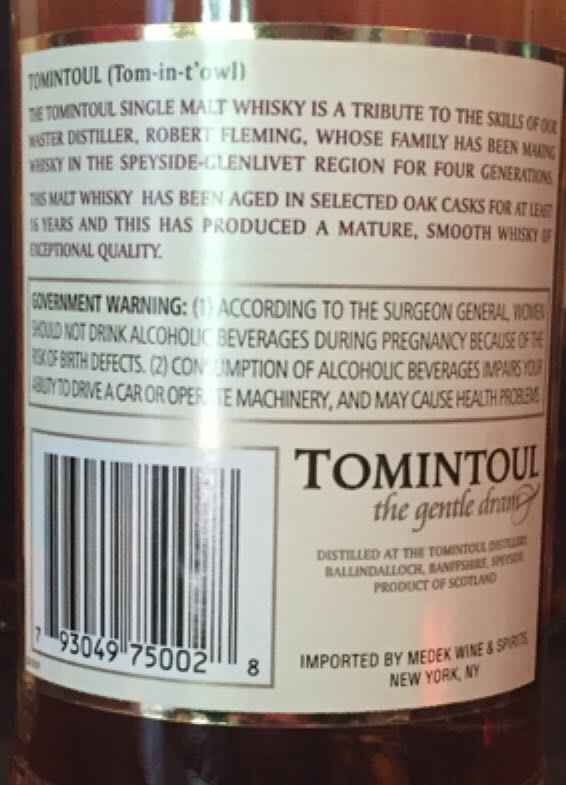 TOMINTOUL (Tom-in-t'owl)
THE TOMINTOUL SINGLE MALT WHISKY IS A TRIBUTE TO THE SKILLS OF OUR
MASTER DISTILLER, ROBERT FLEMING, WHOSE FAMILY HAS BEEN MAKING
WHISKY IN THE SPEYSIDE-GLENLIVET REGION FOR FOUR GENERATIONS.
THIS MALT WHISKY HAS BEEN AGED IN SELECTED OAK CASKS FOR AT LEAST
16 YEARS AND THIS HAS PRODUCED A MATURE, SMOOTH WHISKY OF
EXCEPTIONAL QUALITY.
GOVERNMENT WARNING: (1) ACCORDING TO THE SURGEON GENERAL, WOMEN
SHOULD NOT DRINK ALCOHOLIC BEVERAGES DURING PREGNANCY BECAUSE OF THE
RISK OF BIRTH DEFECTS. (2) CONSUMPTION OF ALCOHOLIC BEVERAGES IMPAIRS YOUR
ABILITY TO DRIVE A CAR OR OPERATE MACHINERY, AND MAY CAUSE HEALTH PROBLEMS.
TOMINTOUL
the gentle dram
DISTILLED AT THE TOMINTOUL DISTILLERY
BALLINDALLOCH, BANFFSHIRE, SPEYSIDE
PRODUCT OF SCOTLAND
7 93049 75002 8
IMPORTED BY MEDEK WINE & SPIRITS,
NEW YORK, NY